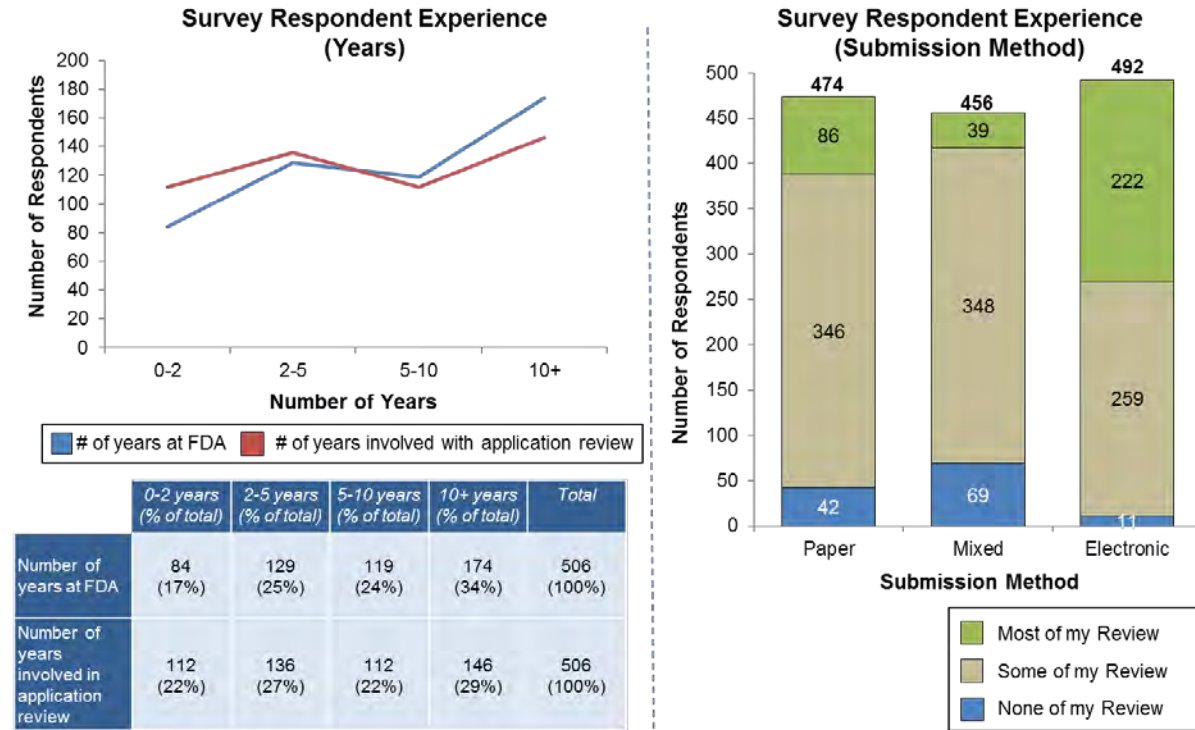 Survey Respondent Experience
(Years)
200
180
160
140
120
100
80
60
40
20
0
Number of Respondents
0-2
2-5
5-10
10+
Number of Years
# of years at FDA
# of years involved with application review
0-2 years
(% of total)
2-5 years
(% of total)
5-10 years
(% of total)
10+ years
(% of total)
Total
Number of
years at FDA
84
(17%)
129
(25%)
119
(24%)
174
(34%)
506
(100%)
Number of
years
involved in
application
review
112
(22%)
136
(27%)
112
(22%)
146
(29%)
506
(100%)
Survey Respondent Experience
(Submission Method)
500
450
400
350
300
250
200
150
100
50
0
Number of Respondents
474
86
346
42
456
39
348
69
492
222
259
11
Paper
Mixed
Electronic
Submission Method
Most of my Review
Some of my Review
None of my Review